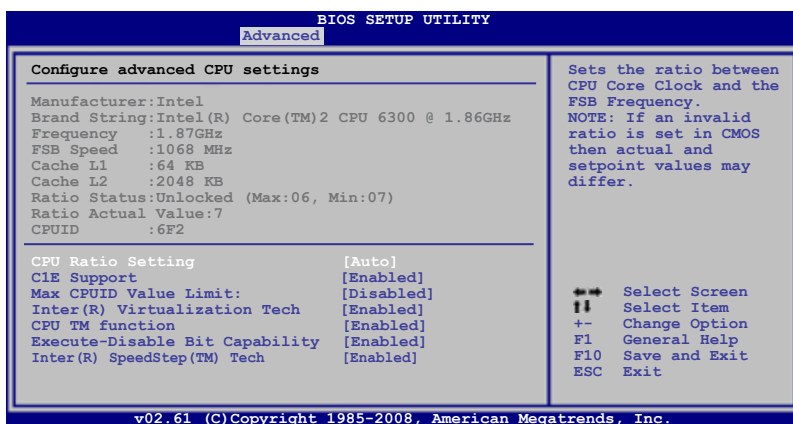 BIOS SETUP UTILITY
Advanced
Configure advanced CPU settings
Manufacturer:Intel
Brand String:Intel(R) Core(TM)2 CPU 6300 @ 1.86GHz
Frequency :1.87GHz
FSB Speed :1068 MHz
Cache L1 :64 KB
Cache L2 :2048 KB
Ratio Status:Unlocked (Max:06, Min:07)
Ratio Actual Value:7
CPUID :6F2
CPU Ratio Setting [Auto]
C1E Support [Enabled]
Max CPUID Value Limit: [Disabled]
Inter(R) Virtualization Tech [Enabled]
CPU TM function [Enabled]
Execute-Disable Bit Capability [Enabled]
Inter(R) SpeedStep(TM) Tech [Enabled]
Sets the ratio between
CPU Core Clock and the
FSB Frequency.
NOTE: If an invalid
ratio is set in CMOS
then actual and
setpoint values may
differ.
Select Screen
Select Item
+- Change Option
F1 General Help
F10 Save and Exit
ESC Exit
v02.61 (C)Copyright 1985-2008, American Megatrends, Inc.